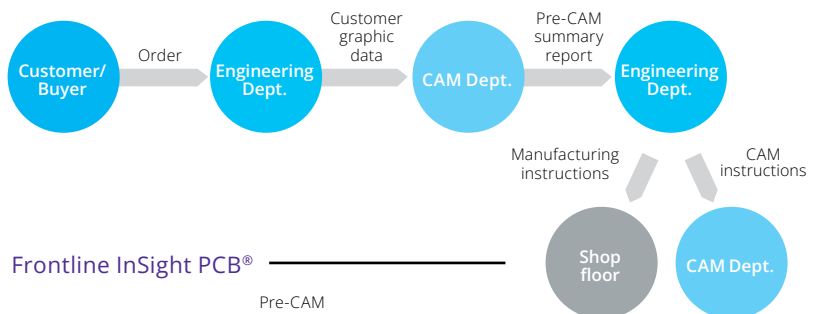 Customer/
Buyer
Order
Engineering
Dept.
Customer
graphic
data
CAM Dept.
Pre-CAM
summary
report
Engineering
Dept.
Manufacturing
instructions
CAM
instructions
Shop
floor
CAM Dept.
Frontline InSight PCB®
Pre-CAM